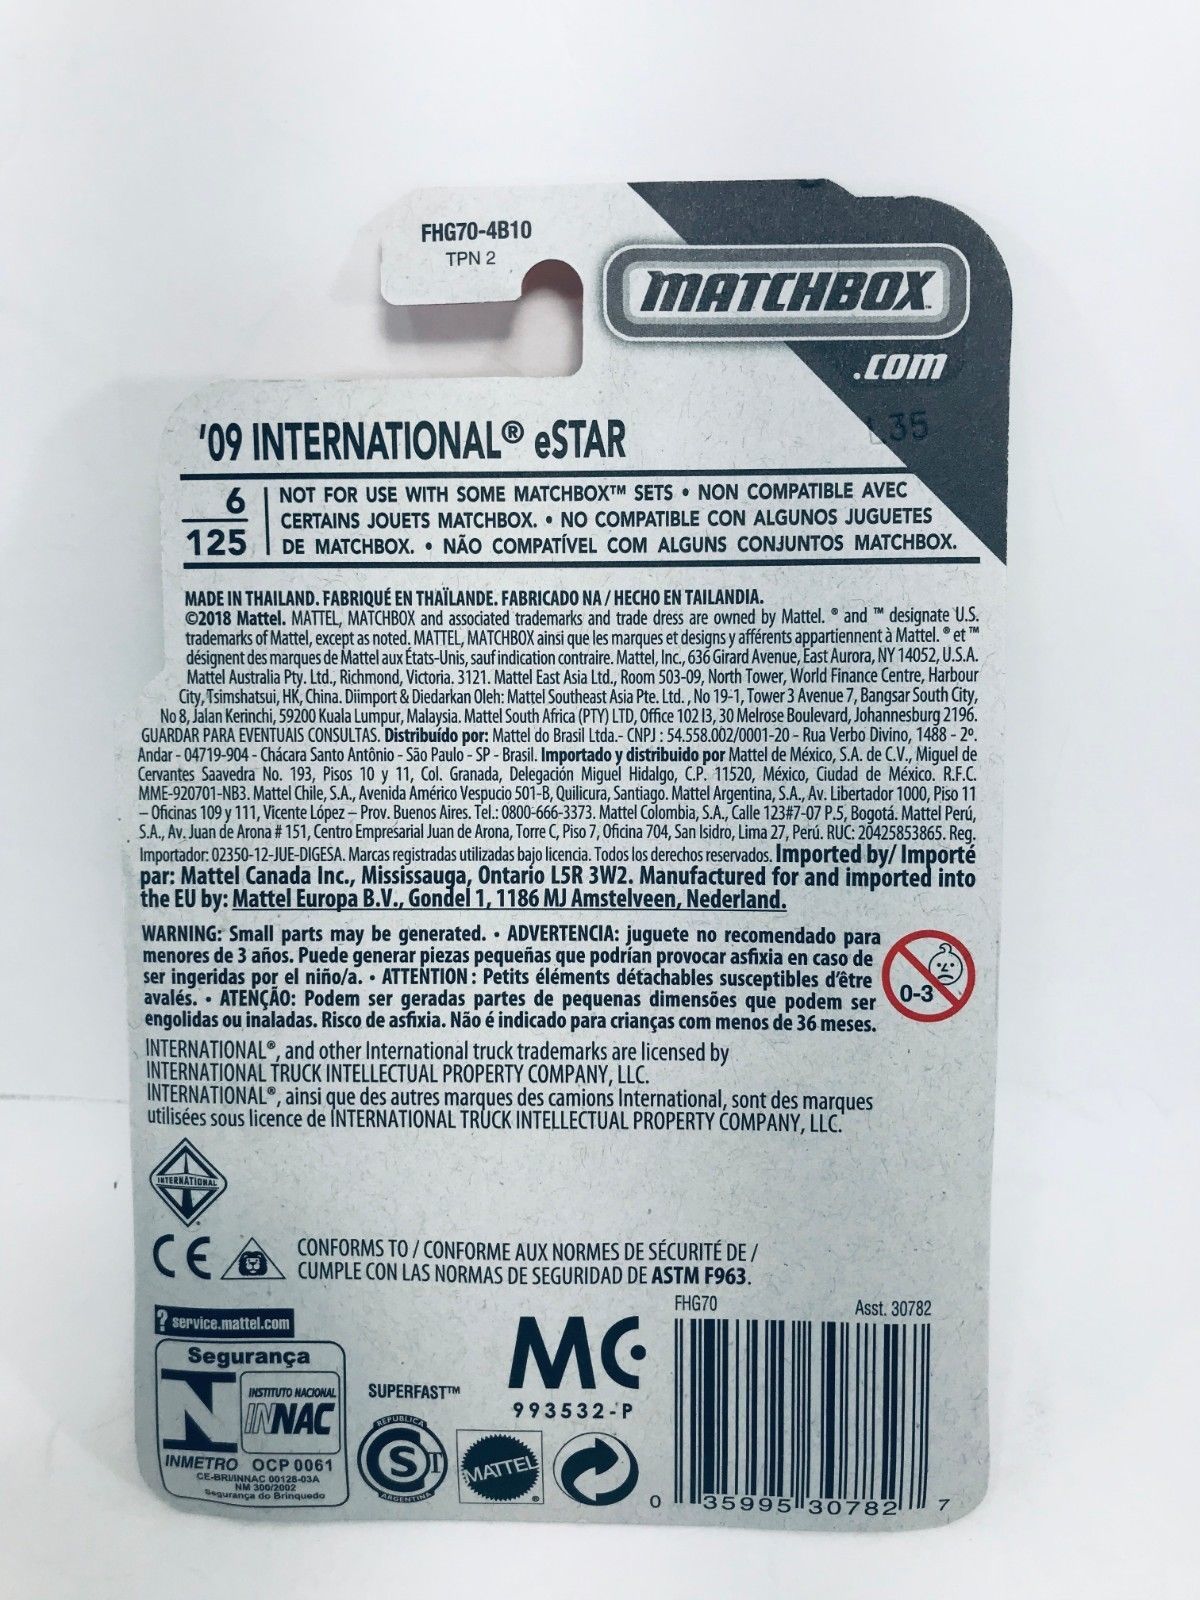 FHG70-4B10
TPN 2
MATCHBOX™
.com
L35
'09 INTERNATIONAL® eSTAR
6
125
NOT FOR USE WITH SOME MATCHBOX™ SETS • NON COMPATIBLE AVEC
CERTAINS JOUETS MATCHBOX. • NO COMPATIBLE CON ALGUNOS JUGUETES
DE MATCHBOX. • NÃO COMPATÍVEL COM ALGUNS CONJUNTOS MATCHBOX.
MADE IN THAILAND. FABRIQUÉ EN THAÏLANDE. FABRICADO NA / HECHO EN TAILANDIA.
©2018 Mattel. MATTEL, MATCHBOX and associated trademarks and trade dress are owned by Mattel. ® and ™ designate U.S.
trademarks of Mattel, except as noted. MATTEL, MATCHBOX ainsi que les marques et designs y afférents appartiennent à Mattel. ® et ™
désignent des marques de Mattel aux États-Unis, sauf indication contraire. Mattel, Inc., 636 Girard Avenue, East Aurora, NY 14052, U.S.A.
Mattel Australia Pty. Ltd., Richmond, Victoria. 3121. Mattel East Asia Ltd., Room 503-09, North Tower, World Finance Centre, Harbour
City, Tsimshatsui, HK, China. Diimport & Diedarkan Oleh: Mattel Southeast Asia Pte. Ltd., No 19-1, Tower 3 Avenue 7, Bangsar South City,
No 8, Jalan Kerinchi, 59200 Kuala Lumpur, Malaysia. Mattel South Africa (PTY) LTD, Office 102 I3, 30 Melrose Boulevard, Johannesburg 2196.
GUARDAR PARA EVENTUAIS CONSULTAS. Distribuído por: Mattel do Brasil Ltda.- CNPJ : 54.558.002/0001-20 - Rua Verbo Divino, 1488 - 2º.
Andar - 04719-904 - Chácara Santo Antônio - São Paulo - SP - Brasil. Importado y distribuido por Mattel de México, S.A. de C.V., Miguel de
Cervantes Saavedra No. 193, Pisos 10 y 11, Col. Granada, Delegación Miguel Hidalgo, C.P. 11520, México, Ciudad de México. R.F.C.
MME-920701-NB3. Mattel Chile, S.A., Avenida Américo Vespucio 501-B, Quilicura, Santiago. Mattel Argentina, S.A., Av. Libertador 1000, Piso 11
– Oficinas 109 y 111, Vicente López – Prov. Buenos Aires. Tel.: 0800-666-3373. Mattel Colombia, S.A., Calle 123#7-07 P.5, Bogotá. Mattel Perú,
S.A., Av. Juan de Arona # 151, Centro Empresarial Juan de Arona, Torre C, Piso 7, Oficina 704, San Isidro, Lima 27, Perú. RUC: 20425853865. Reg.
Importador: 02350-12-JUE-DIGESA. Marcas registradas utilizadas bajo licencia. Todos los derechos reservados. Imported by/ Importé
par: Mattel Canada Inc., Mississauga, Ontario L5R 3W2. Manufactured for and imported into
the EU by: Mattel Europa B.V., Gondel 1, 1186 MJ Amstelveen, Nederland.
WARNING: Small parts may be generated. • ADVERTENCIA: juguete no recomendado para
menores de 3 años. Puede generar piezas pequeñas que podrían provocar asfixia en caso de
ser ingeridas por el niño/a. • ATTENTION : Petits éléments détachables susceptibles d'être
avalés. • ATENÇÃO: Podem ser geradas partes de pequenas dimensões que podem ser
engolidas ou inaladas. Risco de asfixia. Não é indicado para crianças com menos de 36 meses.
0-3
INTERNATIONAL®, and other International truck trademarks are licensed by
INTERNATIONAL TRUCK INTELLECTUAL PROPERTY COMPANY, LLC.
INTERNATIONAL®, ainsi que des autres marques des camions International, sont des marques
utilisées sous licence de INTERNATIONAL TRUCK INTELLECTUAL PROPERTY COMPANY, LLC.
INTERNATIONAL
CE
CONFORMS TO / CONFORME AUX NORMES DE SÉCURITÉ DE /
CUMPLE CON LAS NORMAS DE SEGURIDAD DE ASTM F963.
FHG70 Asst. 30782
? service.mattel.com
Segurança
INSTITUTO NACIONAL
INNAC
INMETRO OCP 0061
CE-BRI/INNAC 00128-03A
NM 300/2002
Segurança do Brinquedo
SUPERFAST™
MC
993532-P
REPUBLICA
S T
ARGENTINA
MATTEL ®
0 35995 30782 7